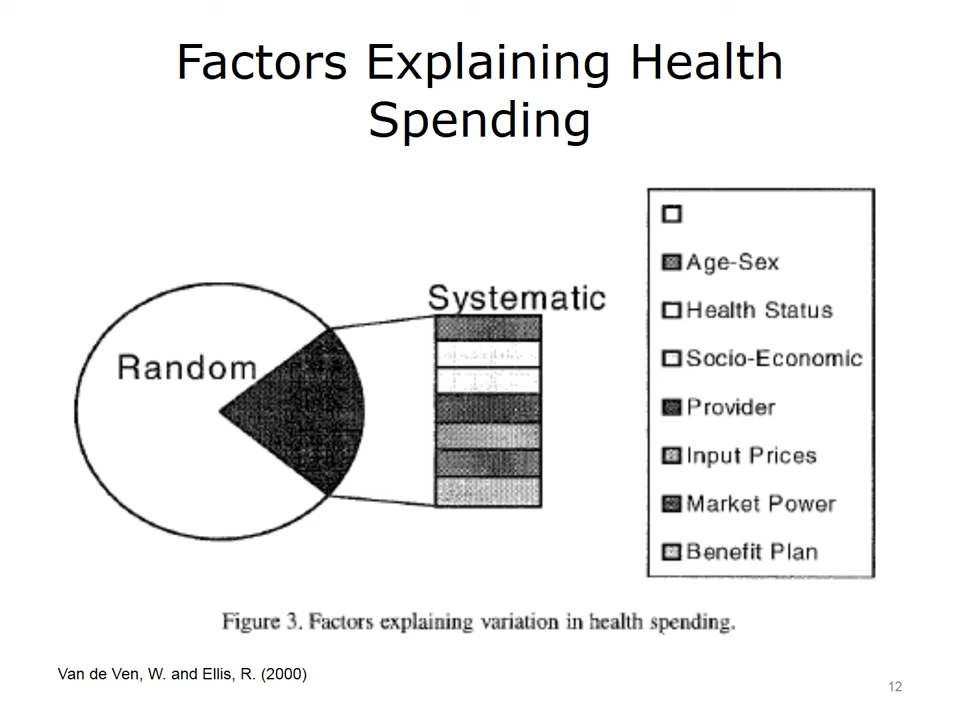 Factors Explaining Health
Spending
Random
Systematic
Age-Sex
Health Status
Socio-Economic
Provider
Input Prices
Market Power
Benefit Plan
Figure 3. Factors explaining variation in health spending.
Van de Ven, W. and Ellis, R. (2000)
12